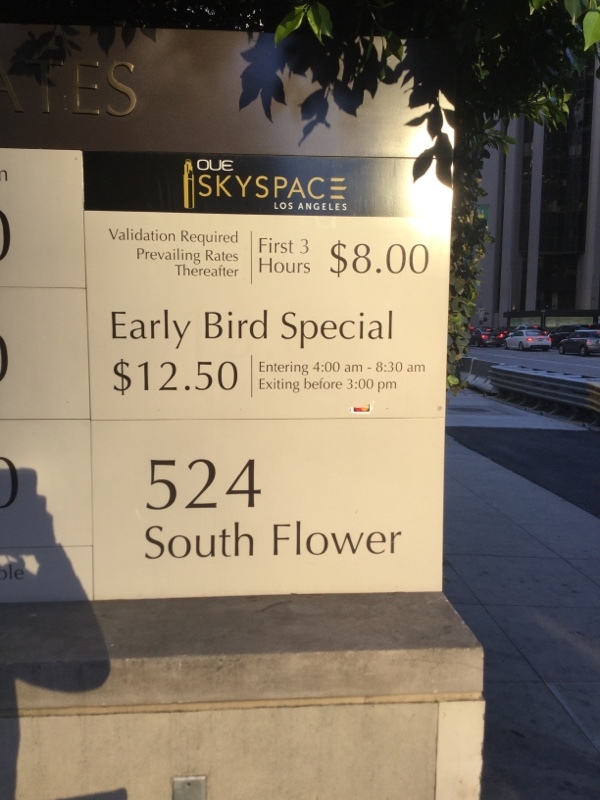 OUE
SKYSPACE
LOS ANGELES
Validation Required
Prevailing Rates
Thereafter
First 3
Hours
$8.00
Early Bird Special
$12.50
Entering 4:00 am - 8:30 am
Exiting before 3:00 pm
524
South Flower